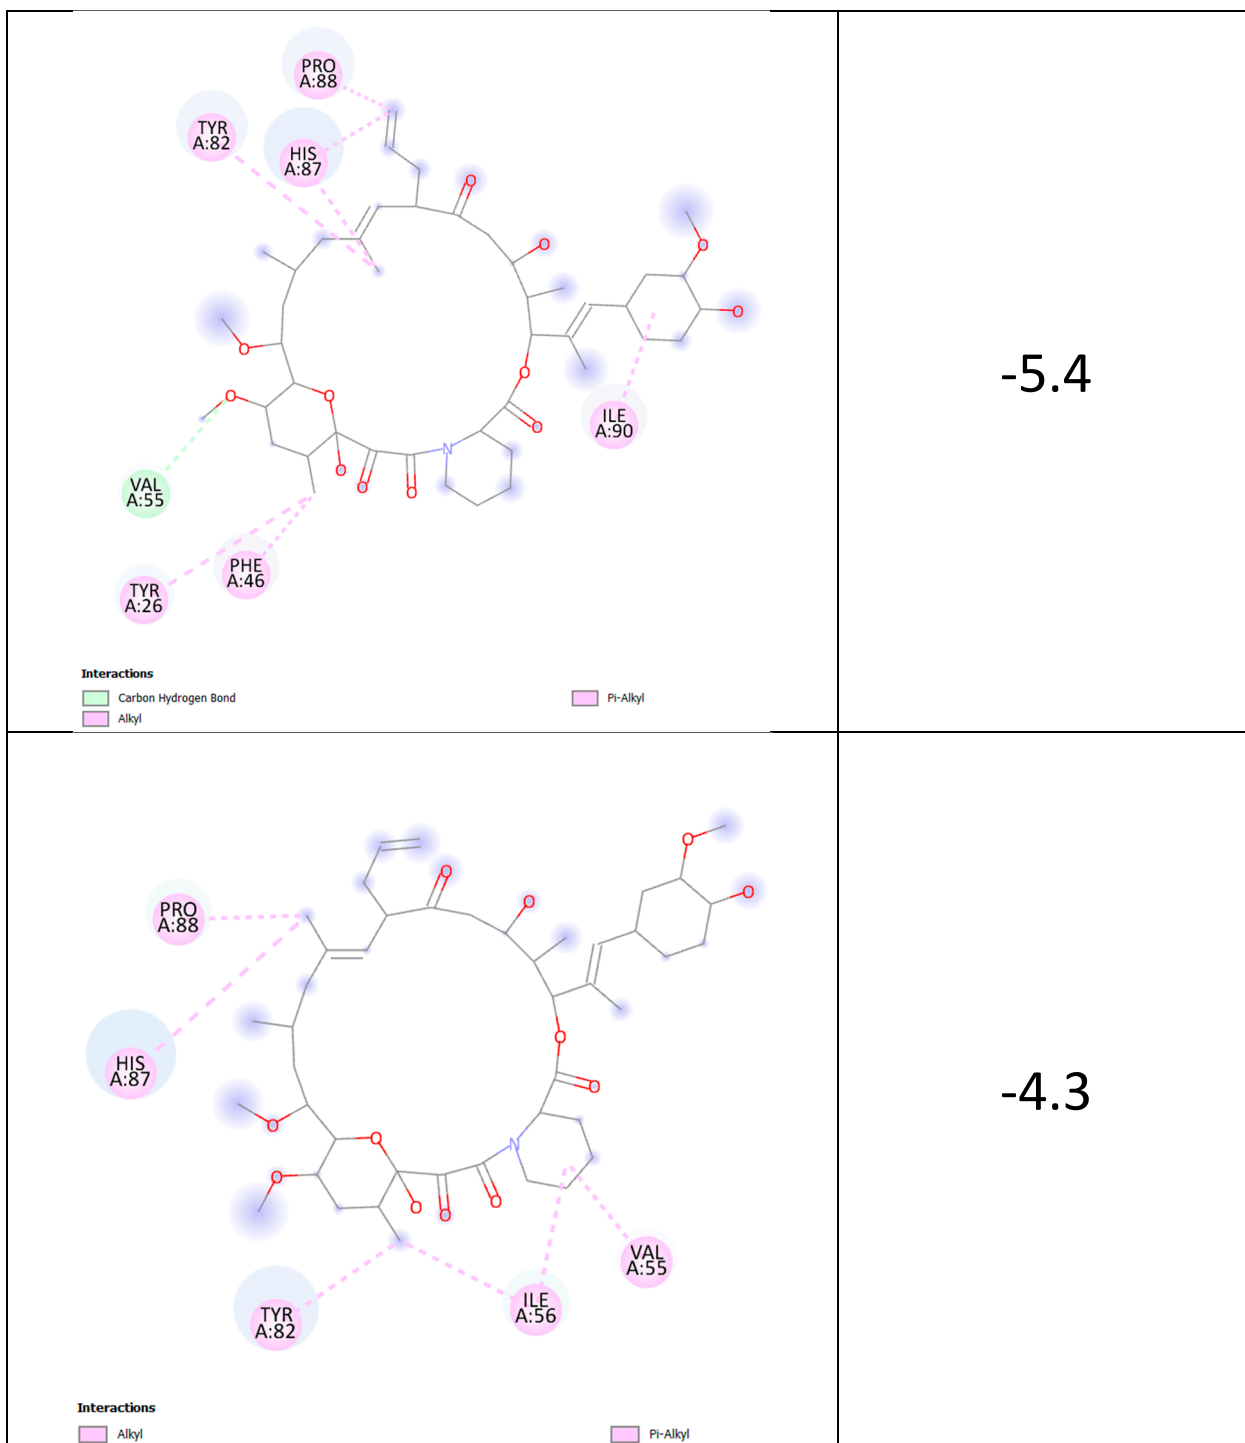 PRO
A:88
TYR
A:82
HIS
A:87
O
O
O
O
O
O
O
O
-5.4
ILE
A:90
O
N
O
O
O
VAL
A:55
PHE
A:46
TYR
A:26
Interactions
Carbon Hydrogen Bond
Pi-Alkyl
Alkyl
O
O
O
O
PRO
A:88
O
HIS
A:87
O
-4.3
O
O
N
O
O
O
O
VAL
A:55
ILE
A:56
TYR
A:82
Interactions
Alkyl
Pi-Alkyl